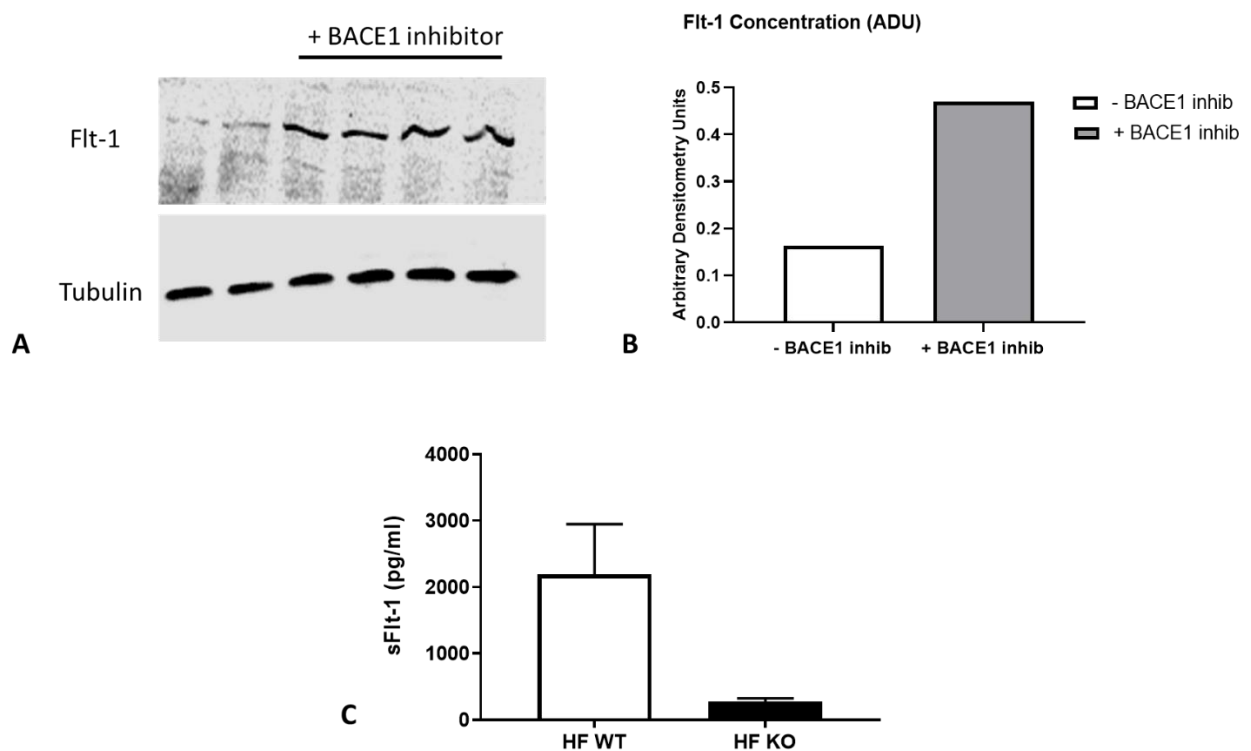 + BACE1 inhibitor
Flt-1
Tubulin
A
Flt-1 Concentration (ADU)
Arbitrary Densitometry Units
0.5
0.4
0.3
0.2
0.1
0.0
- BACE1 inhib
+ BACE1 inhib
- BACE1 inhib
+ BACE1 inhib
B
sFlt-1 (pg/ml)
4000
3000
2000
1000
0
HF WT
HF KO
C